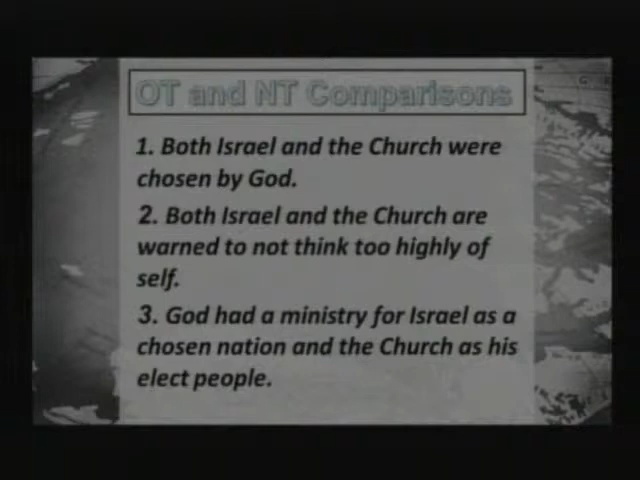 OT and NT Comparisons
1. Both Israel and the Church were
chosen by God.
2. Both Israel and the Church are
warned to not think too highly of
self.
3. God had a ministry for Israel as a
chosen nation and the Church as his
elect people.